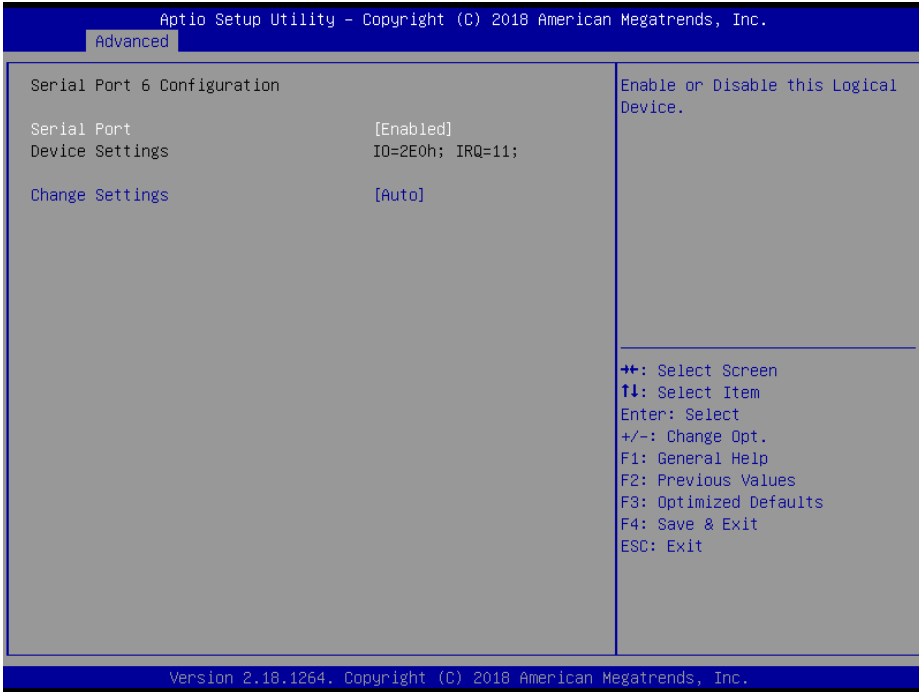 Aptio Setup Utility – Copyright (C) 2018 American Megatrends, Inc.
Advanced
Serial Port 6 Configuration
Serial Port [Enabled]
Device Settings IO=2E0h; IRQ=11;
Change Settings [Auto]
Enable or Disable this Logical
Device.
→←: Select Screen
↑↓: Select Item
Enter: Select
+/-: Change Opt.
F1: General Help
F2: Previous Values
F3: Optimized Defaults
F4: Save & Exit
ESC: Exit
Version 2.18.1264. Copyright (C) 2018 American Megatrends, Inc.